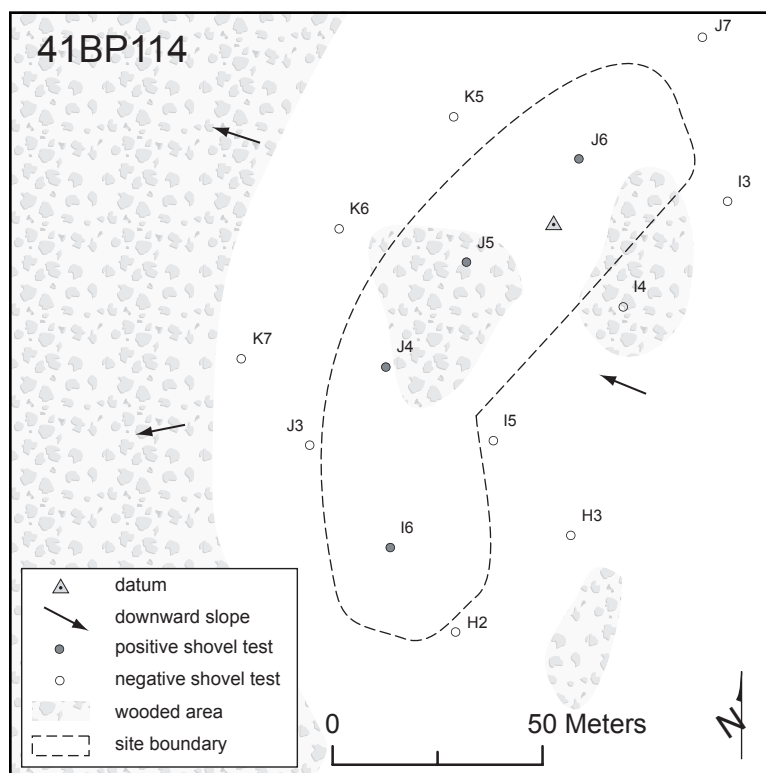 41BP114
J7
K5
J6
I3
K6
J5
I4
K7
J4
J3
I5
I6
H3
H2
datum
downward slope
positive shovel test
negative shovel test
wooded area
site boundary
0 50 Meters
N